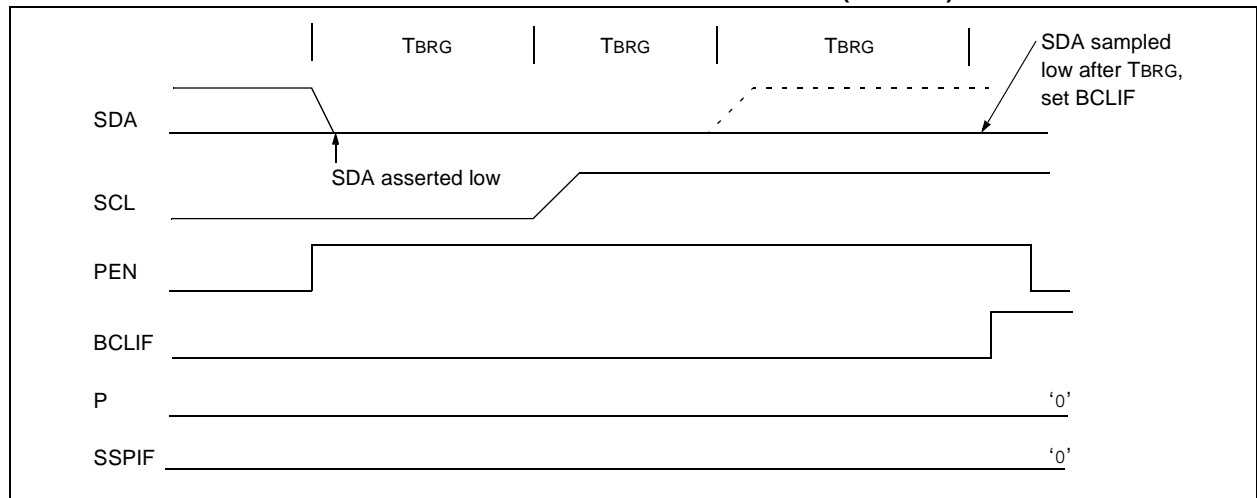 TBRG TBRG TBRG
SDA sampled
low after TBRG,
set BCLIF
SDA
SDA asserted low
SCL
PEN
BCLIF
P '0'
SSPIF '0'